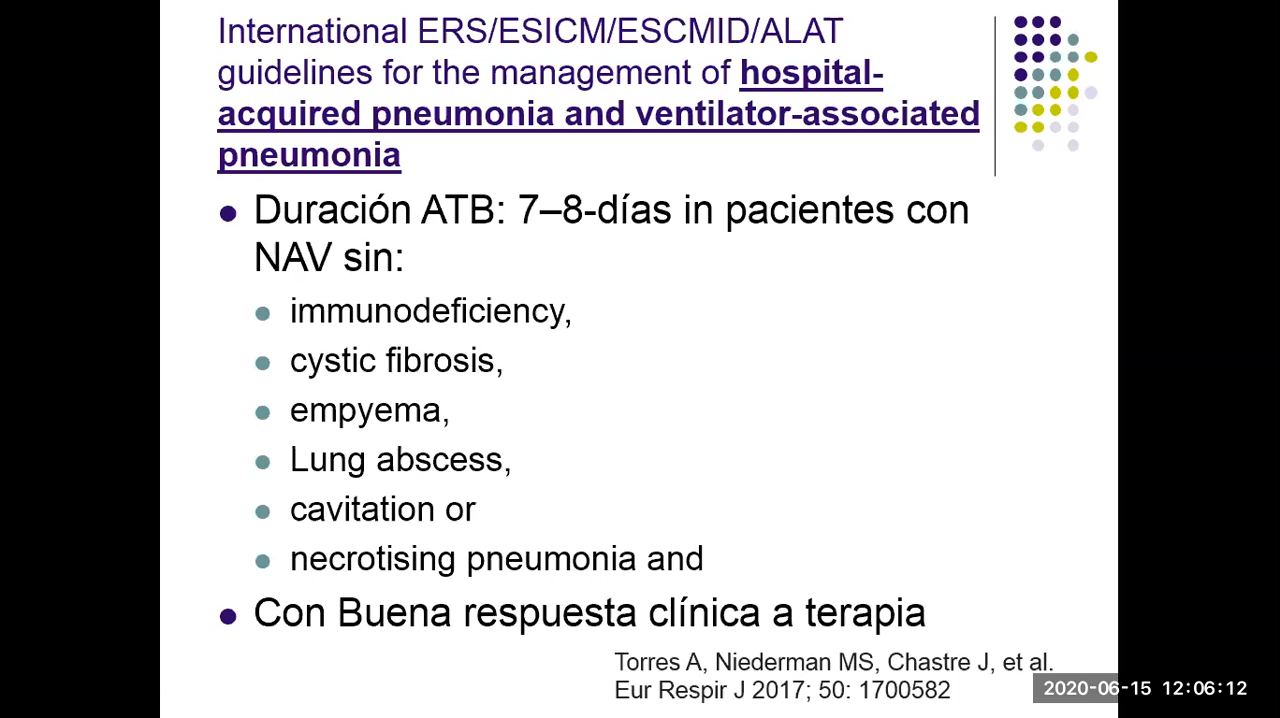 International ERS/ESICM/ESCMID/ALAT
guidelines for the management of hospital-
acquired pneumonia and ventilator-associated
pneumonia
Duración ATB: 7–8-días in pacientes con
NAV sin:
immunodeficiency,
cystic fibrosis,
empyema,
Lung abscess,
cavitation or
necrotising pneumonia and
Con Buena respuesta clínica a terapia
Torres A, Niederman MS, Chastre J, et al.
Eur Respir J 2017; 50: 1700582
2020-06-15 12:06:12